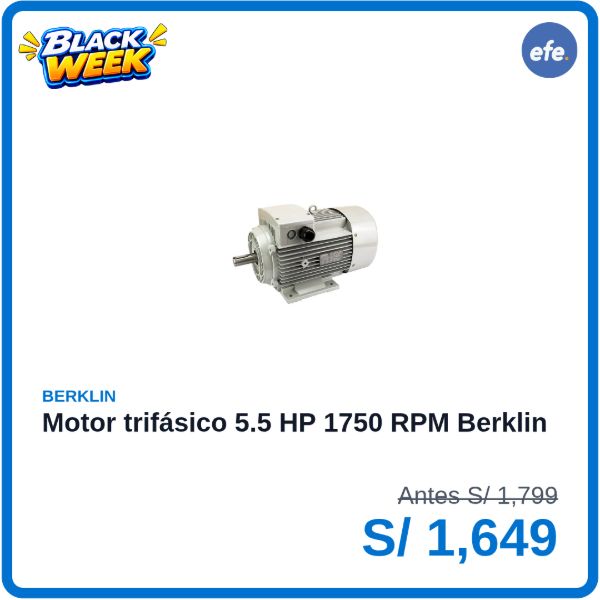 BLACK
WEEK
efe.
BERKLIN
Motor trifásico 5.5 HP 1750 RPM Berklin
Antes S/ 1,799
S/ 1,649